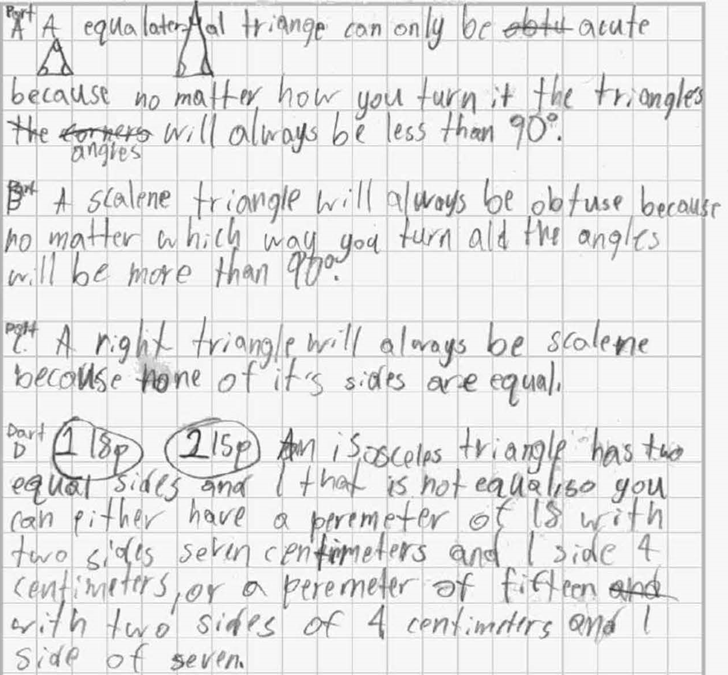 Part A A equalateral triange can only be obtu acute
because no matter how you turn it the triangles
the corners angles will always be less than 90°.
Part B A scalene triangle will always be obtuse because
no matter which way you turn ald the angles
will be more than 90°.
Part C. A right triangle will always be scalene
because none of it's sides are equal.
Part D 1 18p 2 15p An isosceles triangle has two
equal sides and 1 that is not equal, so you
can either have a peremeter of 18 with
two sides seven centimeters and 1 side 4
centimeters, or a peremeter of fifteen and
with two sides of 4 centimeters and 1
side of seven.